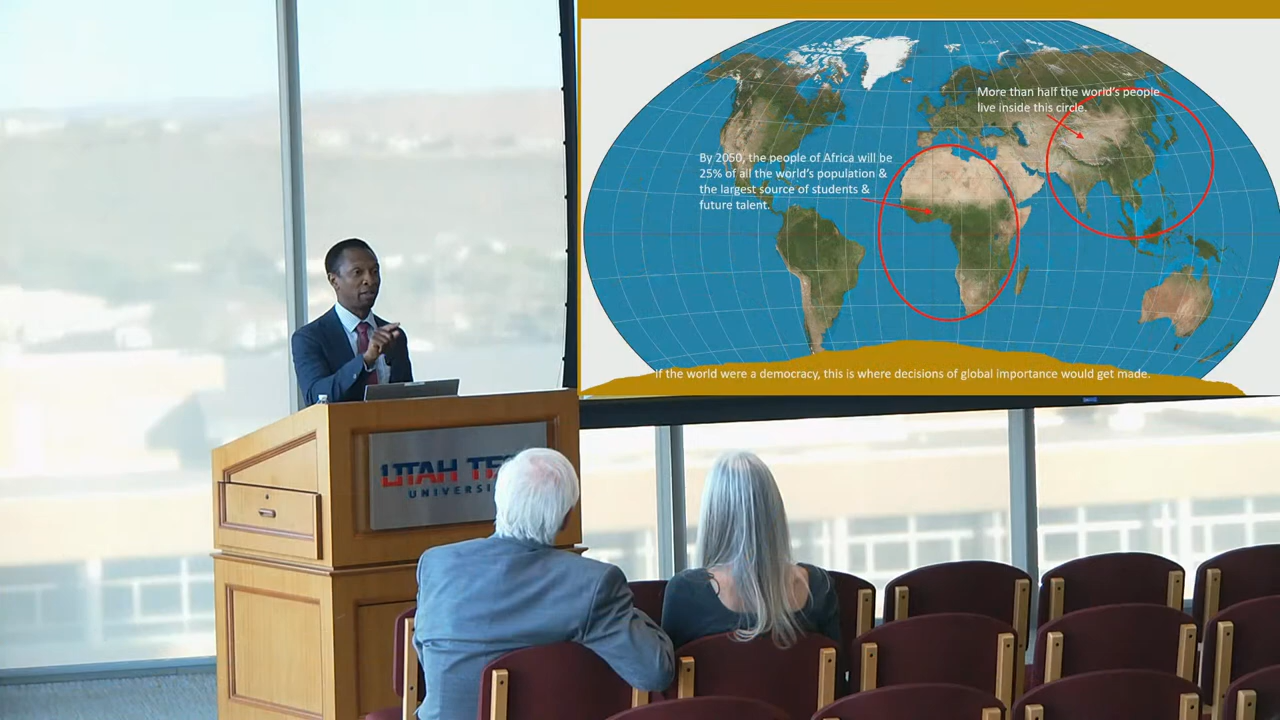 More than half the world's people
live inside this circle.
By 2050, the people of Africa will be
25% of all the world's population &
the largest source of students &
future talent.
If the world were a democracy, this is where decisions of global importance would get made.
UTAH